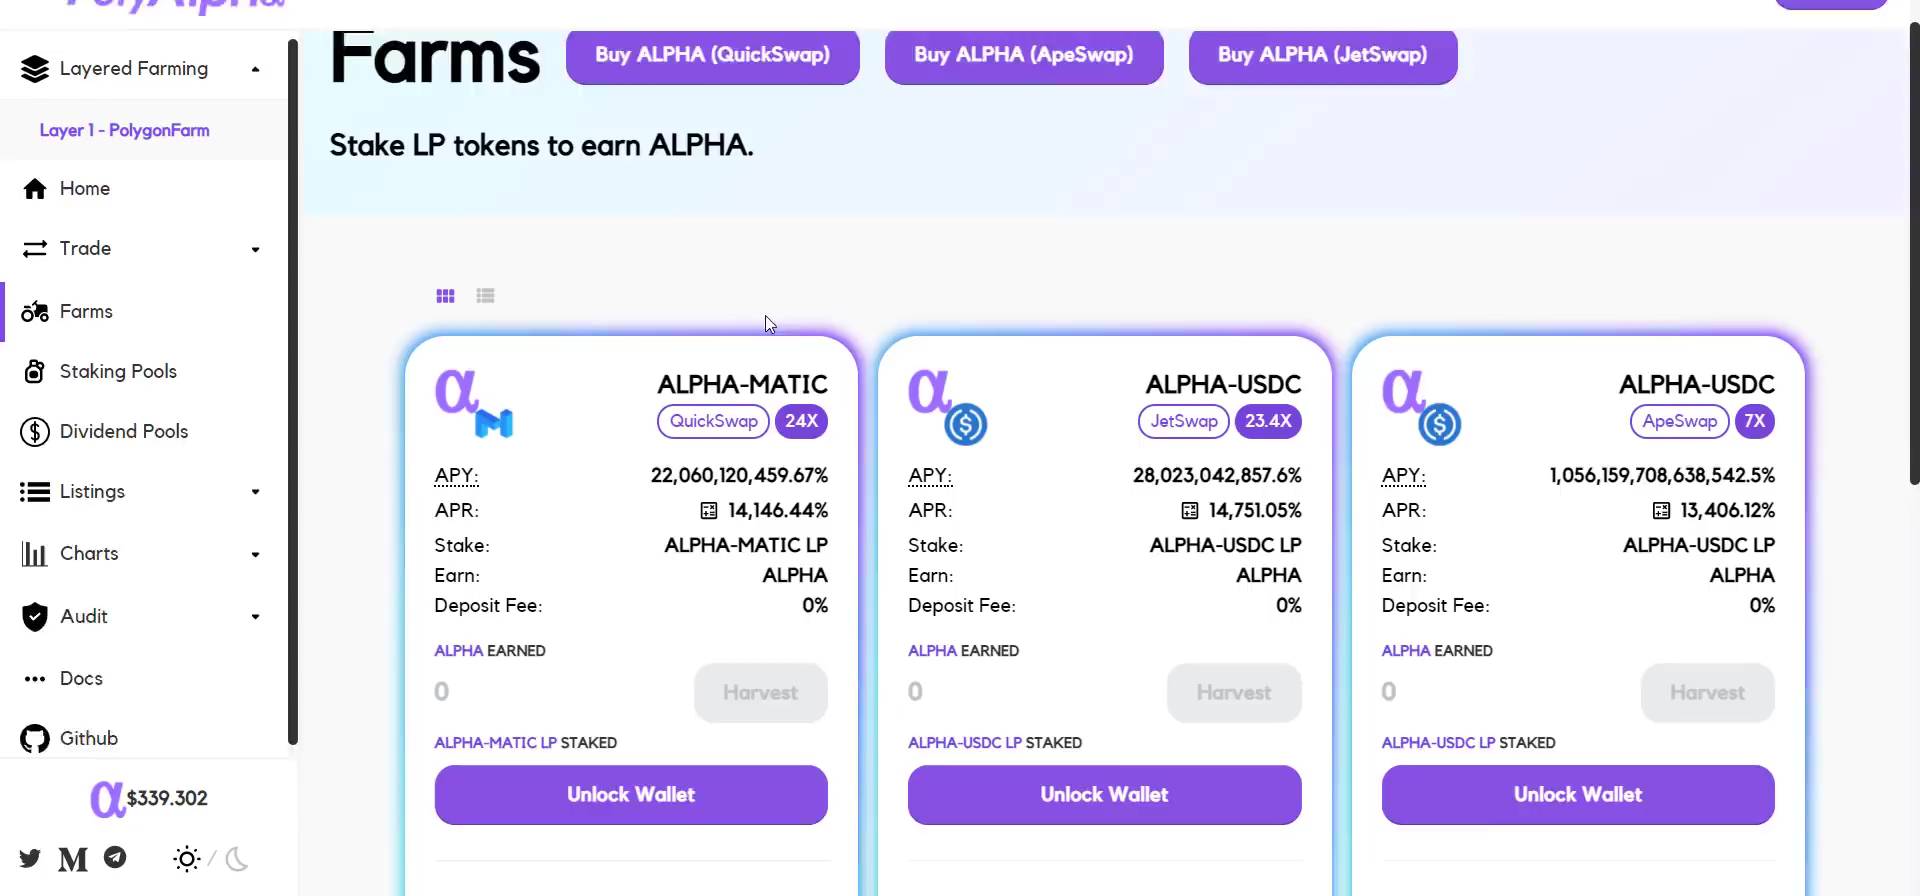 PolyAlpha
Layered Farming
Layer 1 - PolygonFarm
Home
Trade
Farms
Staking Pools
Dividend Pools
Listings
Charts
Audit
Docs
Github
$339.302
Farms
Buy ALPHA (QuickSwap)
Buy ALPHA (ApeSwap)
Buy ALPHA (JetSwap)
Stake LP tokens to earn ALPHA.
ALPHA-MATIC
QuickSwap 24X
APY: 22,060,120,459.67%
APR: 14,146.44%
Stake: ALPHA-MATIC LP
Earn: ALPHA
Deposit Fee: 0%
ALPHA EARNED
0 Harvest
ALPHA-MATIC LP STAKED
Unlock Wallet
ALPHA-USDC
JetSwap 23.4X
APY: 28,023,042,857.6%
APR: 14,751.05%
Stake: ALPHA-USDC LP
Earn: ALPHA
Deposit Fee: 0%
ALPHA EARNED
0 Harvest
ALPHA-USDC LP STAKED
Unlock Wallet
ALPHA-USDC
ApeSwap 7X
APY: 1,056,159,708,638,542.5%
APR: 13,406.12%
Stake: ALPHA-USDC LP
Earn: ALPHA
Deposit Fee: 0%
ALPHA EARNED
0 Harvest
ALPHA-USDC LP STAKED
Unlock Wallet